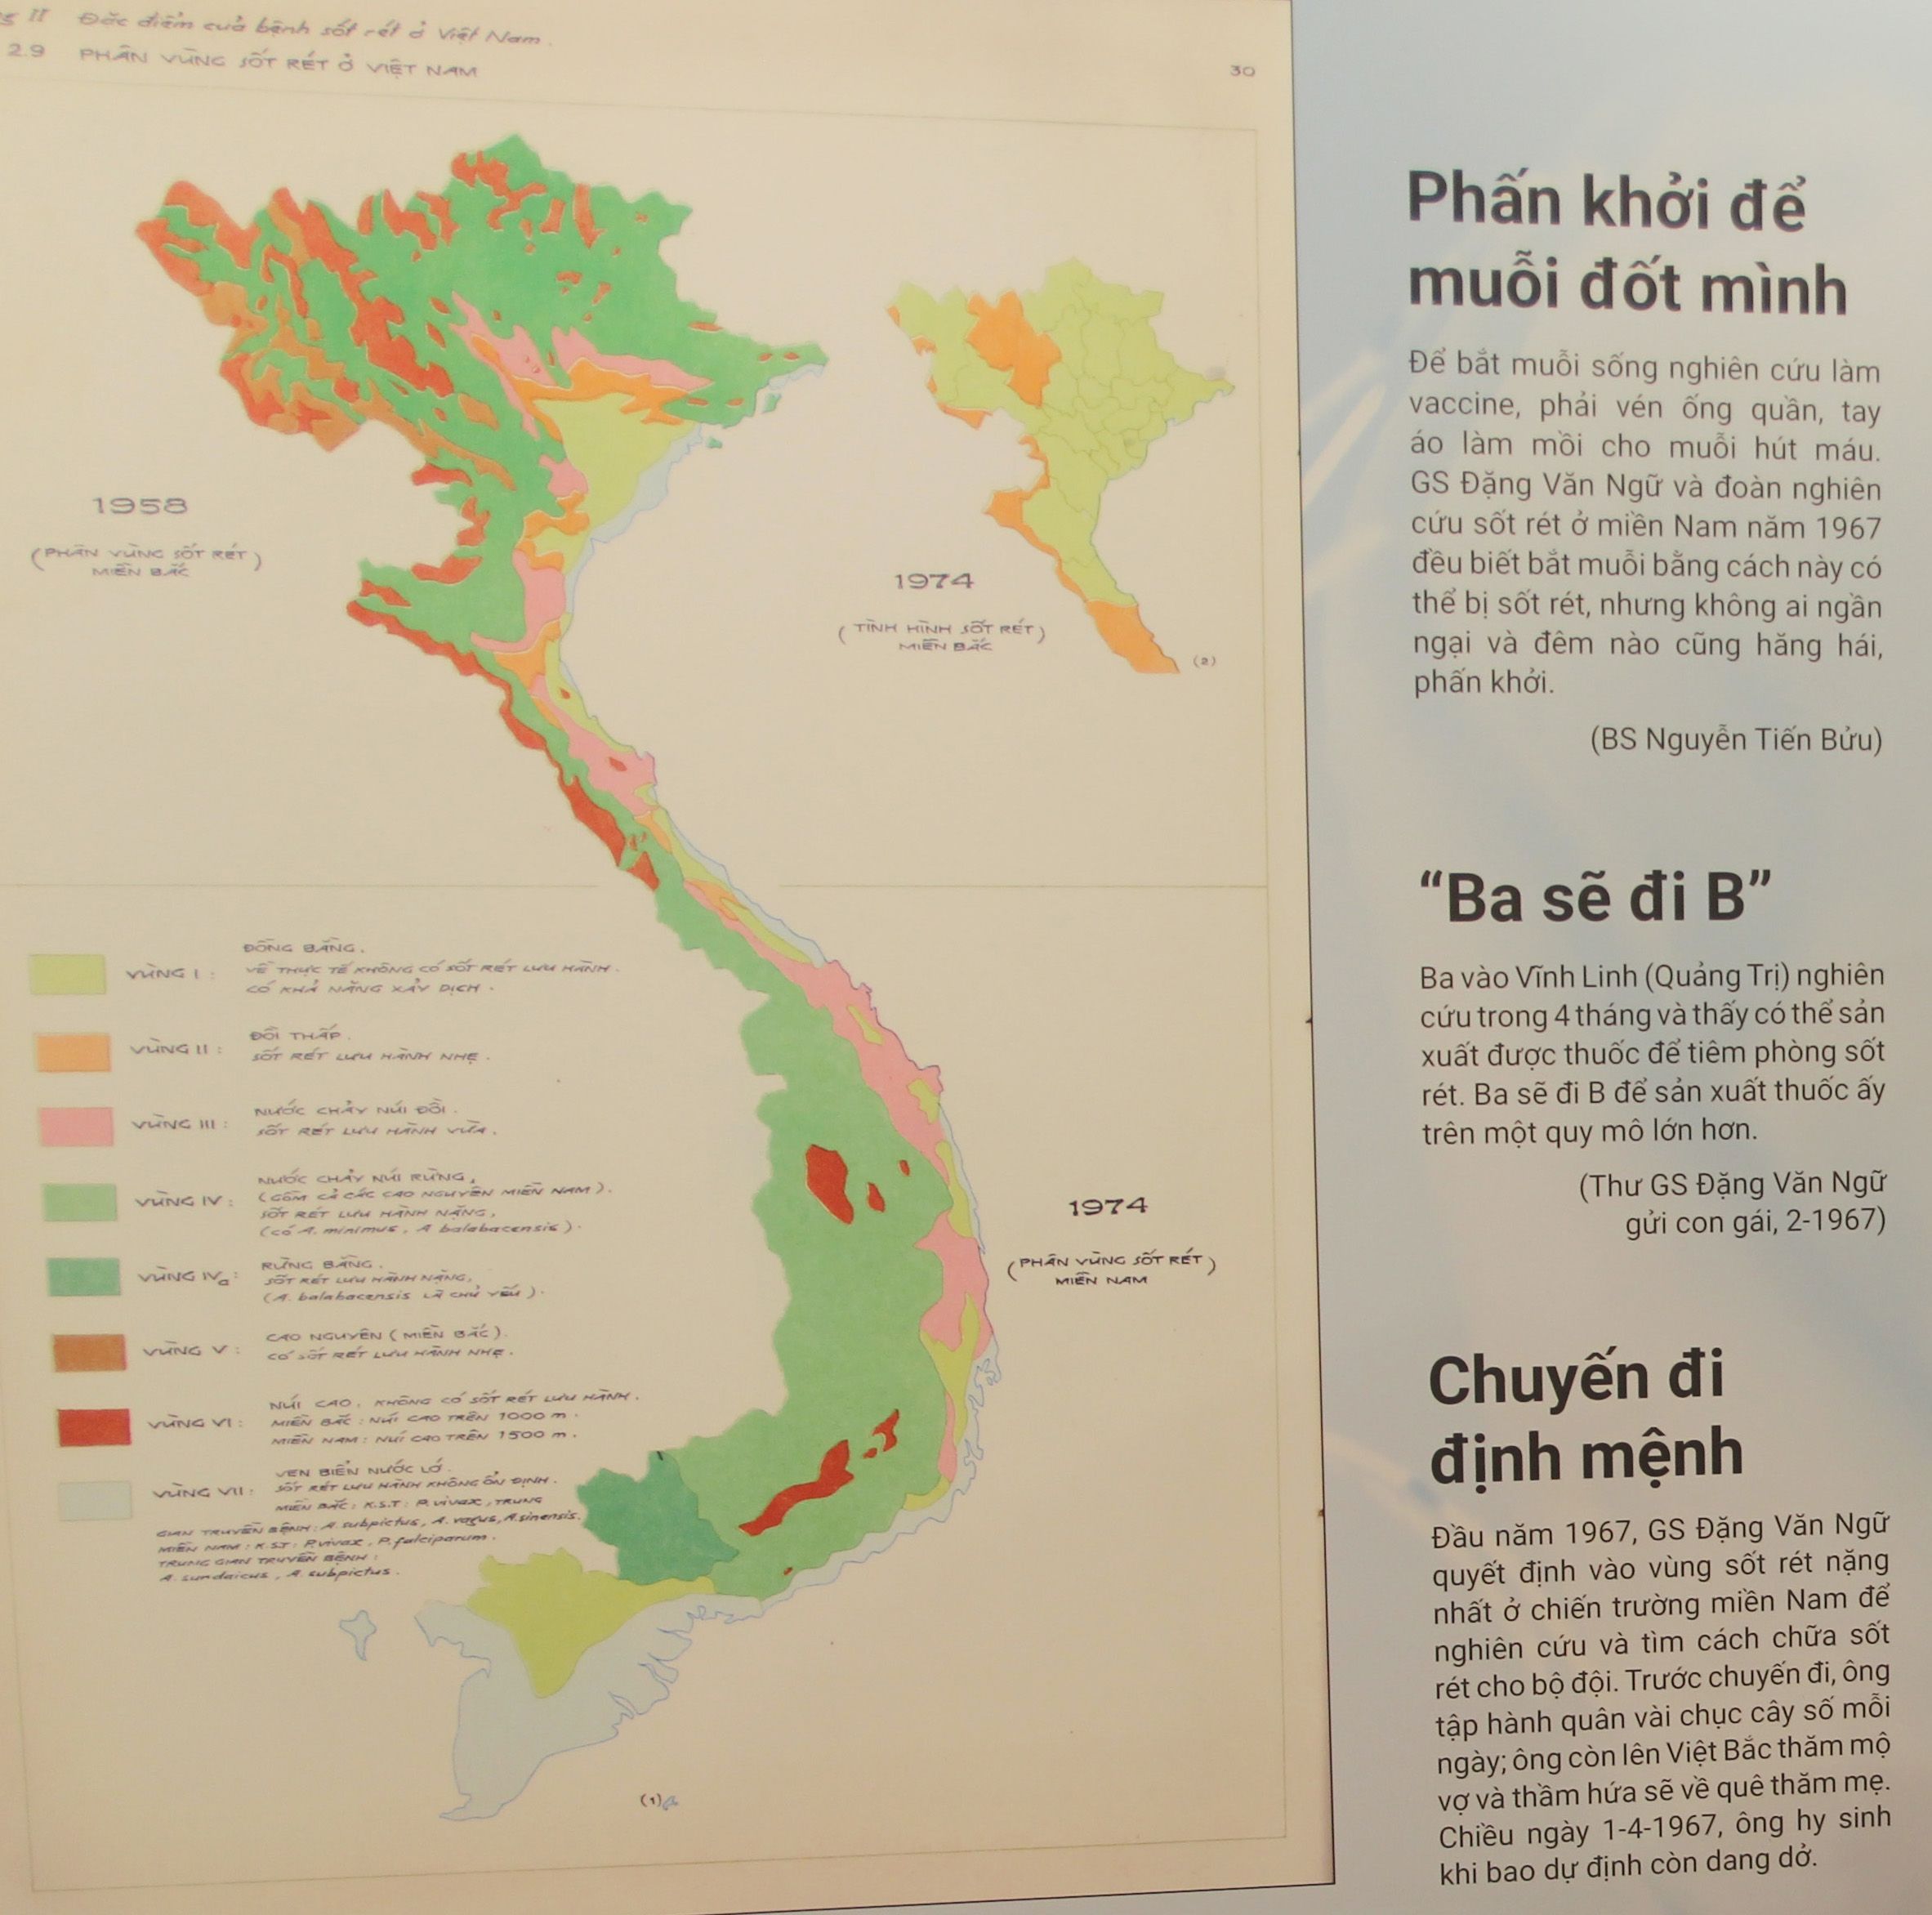 II Đặc điểm của bệnh sốt rét ở Việt Nam.
2.9 PHÂN VÙNG SỐT RÉT Ở VIỆT NAM
30
1958
(PHÂN VÙNG SỐT RÉT)
MIỀN BẮC
1974
(TÌNH HÌNH SỐT RÉT)
MIỀN BẮC
(2)
VÙNG I :
ĐỒNG BẰNG.
VỀ THỰC TẾ KHÔNG CÓ SỐT RÉT LƯU HÀNH.
CÓ KHẢ NĂNG XẢY DỊCH.
VÙNG II :
ĐỒI THẤP.
SỐT RÉT LƯU HÀNH NHẸ.
VÙNG III :
NƯỚC CHẢY NÚI ĐỒI.
SỐT RÉT LƯU HÀNH VỪA.
VÙNG IV :
NƯỚC CHẢY NÚI RỪNG,
(GỒM CẢ CÁC CAO NGUYÊN MIỀN NAM).
SỐT RÉT LƯU HÀNH NẶNG,
(có A. minimus, A balabacensis).
VÙNG IVa :
RỪNG BẰNG.
SỐT RÉT LƯU HÀNH NẶNG,
(A. balabacensis LÀ CHỦ YẾU).
VÙNG V :
CAO NGUYÊN (MIỀN BẮC).
CÓ SỐT RÉT LƯU HÀNH NHẸ.
VÙNG VI :
NÚI CAO, KHÔNG CÓ SỐT RÉT LƯU HÀNH.
MIỀN BẮC : NÚI CAO TRÊN 1000 m.
MIỀN NAM : NÚI CAO TRÊN 1500 m.
VÙNG VII :
VEN BIỂN NƯỚC LỢ.
SỐT RÉT LƯU HÀNH KHÔNG ỔN ĐỊNH.
MIỀN BẮC : K.S.T : P. vivax, TRUNG
GIAN TRUYỀN BỆNH : A. subpictus, A. vagus, A. sinensis.
MIỀN NAM : K.S.T : P. vivax, P. falciparum.
TRUNG GIAN TRUYỀN BỆNH :
A. sundaicus, A. subpictus.
1974
(PHÂN VÙNG SỐT RÉT)
MIỀN NAM
(1)
Phấn khởi để
muỗi đốt mình
Để bắt muỗi sống nghiên cứu làm
vaccine, phải vén ống quần, tay
áo làm mồi cho muỗi hút máu.
GS Đặng Văn Ngữ và đoàn nghiên
cứu sốt rét ở miền Nam năm 1967
đều biết bắt muỗi bằng cách này có
thể bị sốt rét, nhưng không ai ngần
ngại và đêm nào cũng hăng hái,
phấn khởi.
(BS Nguyễn Tiến Bửu)
“Ba sẽ đi B”
Ba vào Vĩnh Linh (Quảng Trị) nghiên
cứu trong 4 tháng và thấy có thể sản
xuất được thuốc để tiêm phòng sốt
rét. Ba sẽ đi B để sản xuất thuốc ấy
trên một quy mô lớn hơn.
(Thư GS Đặng Văn Ngữ
gửi con gái, 2-1967)
Chuyến đi
định mệnh
Đầu năm 1967, GS Đặng Văn Ngữ
quyết định vào vùng sốt rét nặng
nhất ở chiến trường miền Nam để
nghiên cứu và tìm cách chữa sốt
rét cho bộ đội. Trước chuyến đi, ông
tập hành quân vài chục cây số mỗi
ngày; ông còn lên Việt Bắc thăm mộ
vợ và thầm hứa sẽ về quê thăm mẹ.
Chiều ngày 1-4-1967, ông hy sinh
khi bao dự định còn dang dở.